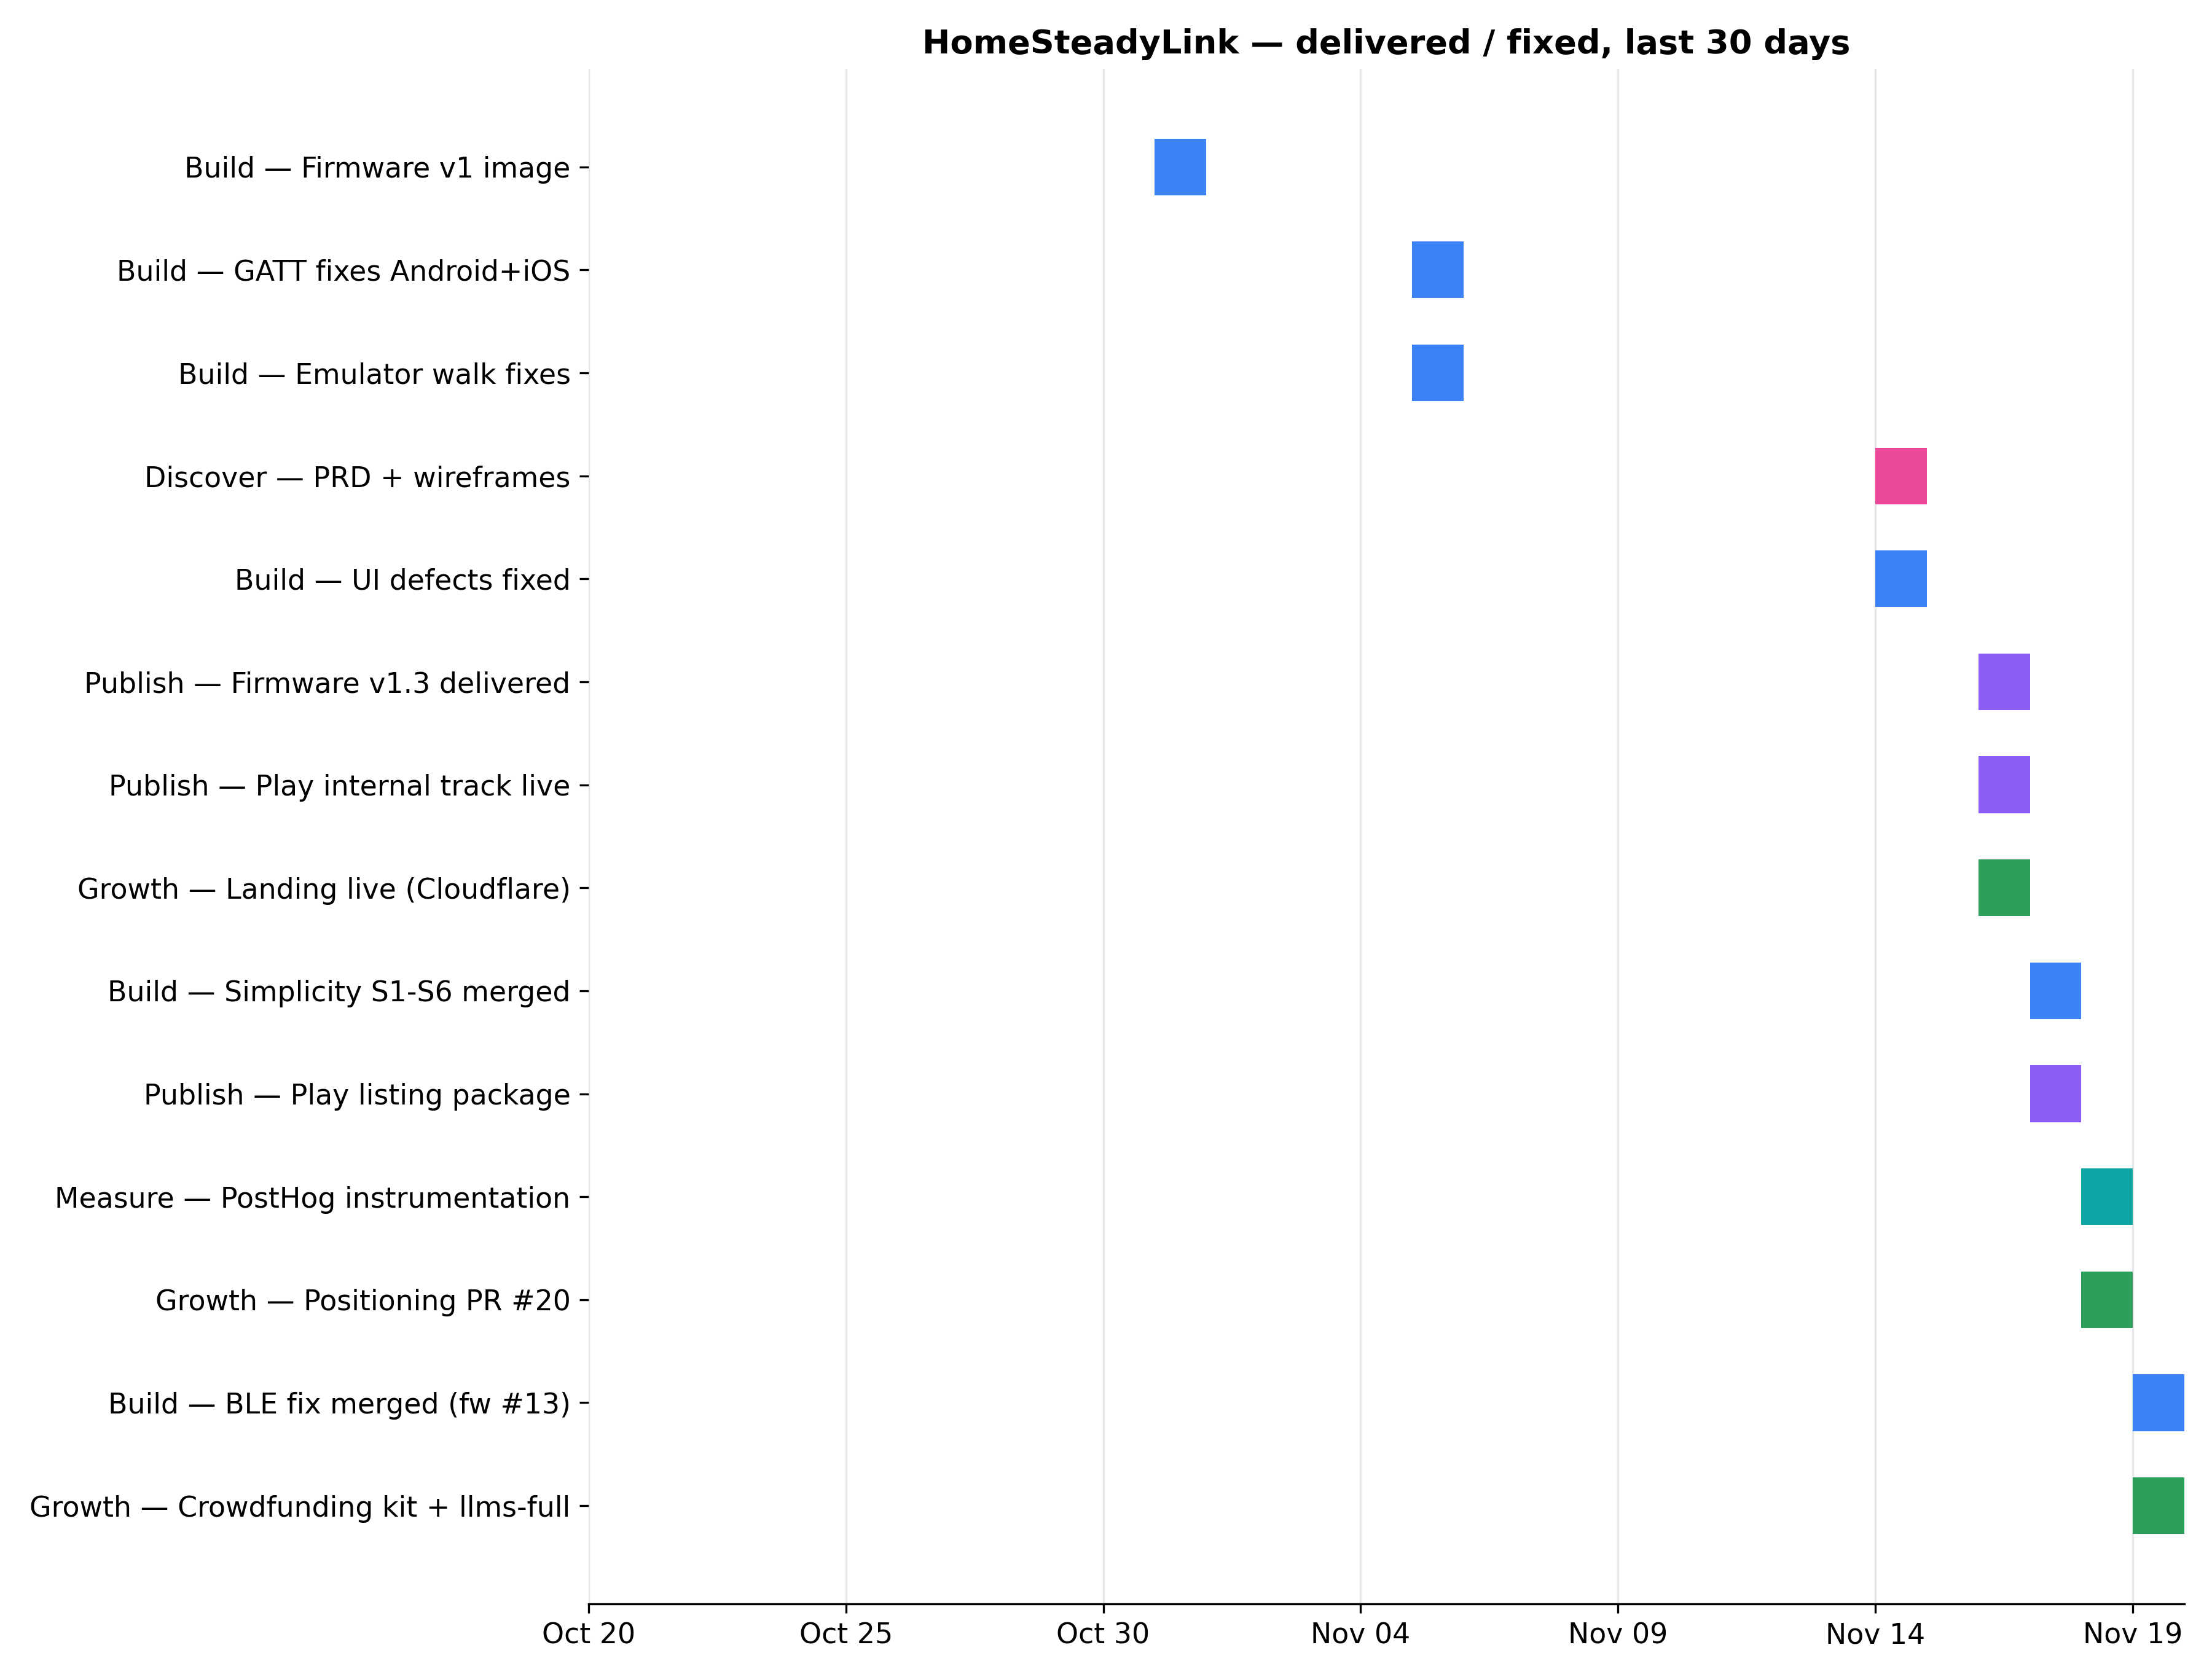 HomeSteadyLink — delivered / fixed, last 30 days
Build — Firmware v1 image
Build — GATT fixes Android+iOS
Build — Emulator walk fixes
Discover — PRD + wireframes
Build — UI defects fixed
Publish — Firmware v1.3 delivered
Publish — Play internal track live
Growth — Landing live (Cloudflare)
Build — Simplicity S1-S6 merged
Publish — Play listing package
Measure — PostHog instrumentation
Growth — Positioning PR #20
Build — BLE fix merged (fw #13)
Growth — Crowdfunding kit + llms-full
Oct 20 Oct 25 Oct 30 Nov 04 Nov 09 Nov 14 Nov 19